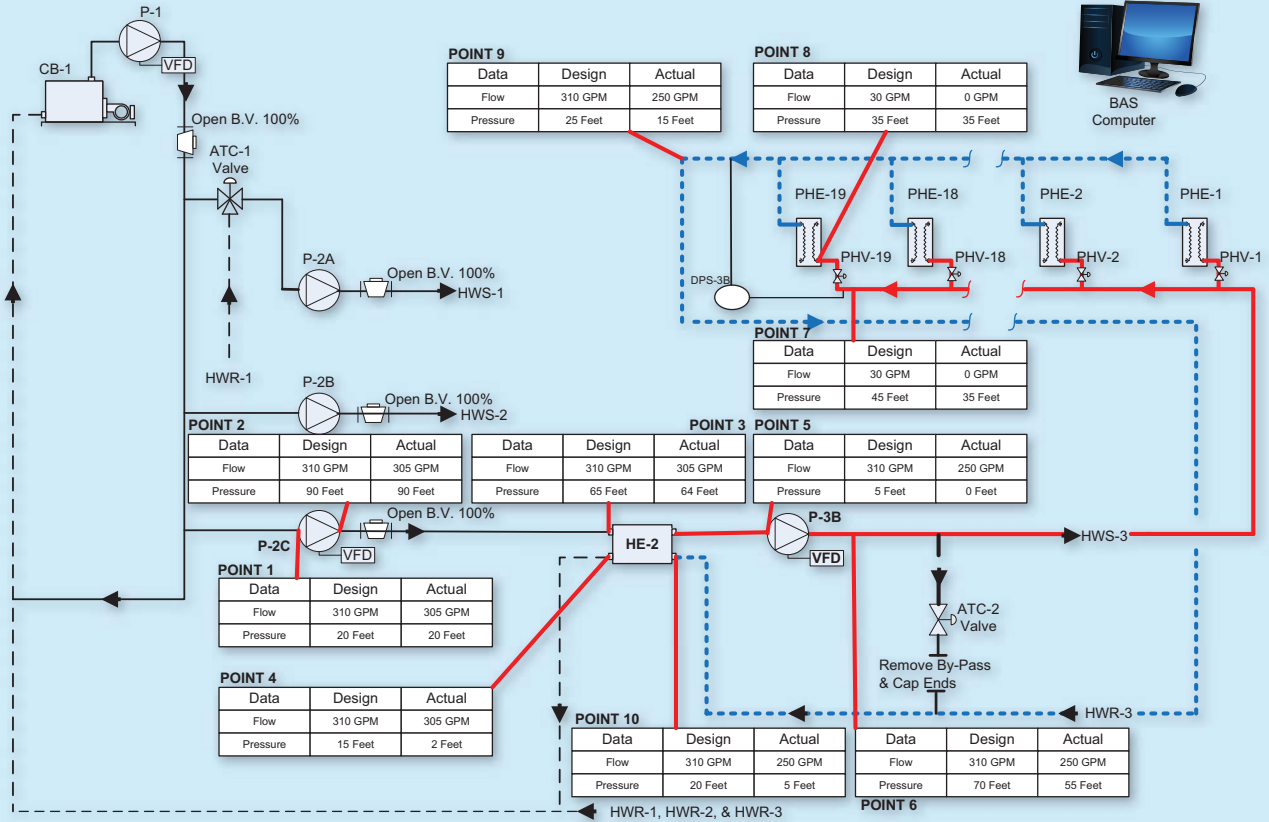 P-1
VFD
CB-1
Open B.V. 100%
ATC-1
Valve
P-2A
Open B.V. 100%
HWS-1
HWR-1
P-2B
Open B.V. 100%
HWS-2
POINT 9
Data Design Actual
Flow 310 GPM 250 GPM
Pressure 25 Feet 15 Feet
POINT 8
Data Design Actual
Flow 30 GPM 0 GPM
Pressure 35 Feet 35 Feet
BAS
Computer
PHE-19
PHE-18
PHE-2
PHE-1
PHV-19
PHV-18
PHV-2
PHV-1
DPS-3B
POINT 7
Data Design Actual
Flow 30 GPM 0 GPM
Pressure 45 Feet 35 Feet
POINT 2
Data Design Actual
Flow 310 GPM 305 GPM
Pressure 90 Feet 90 Feet
POINT 3
Data Design Actual
Flow 310 GPM 305 GPM
Pressure 65 Feet 64 Feet
POINT 5
Data Design Actual
Flow 310 GPM 250 GPM
Pressure 5 Feet 0 Feet
Open B.V. 100%
P-2C
VFD
HE-2
P-3B
VFD
HWS-3
POINT 1
Data Design Actual
Flow 310 GPM 305 GPM
Pressure 20 Feet 20 Feet
ATC-2
Valve
Remove By-Pass
& Cap Ends
POINT 4
Data Design Actual
Flow 310 GPM 305 GPM
Pressure 15 Feet 2 Feet
HWR-3
POINT 10
Data Design Actual
Flow 310 GPM 250 GPM
Pressure 20 Feet 5 Feet
Data Design Actual
Flow 310 GPM 250 GPM
Pressure 70 Feet 55 Feet
POINT 6
HWR-1, HWR-2, & HWR-3